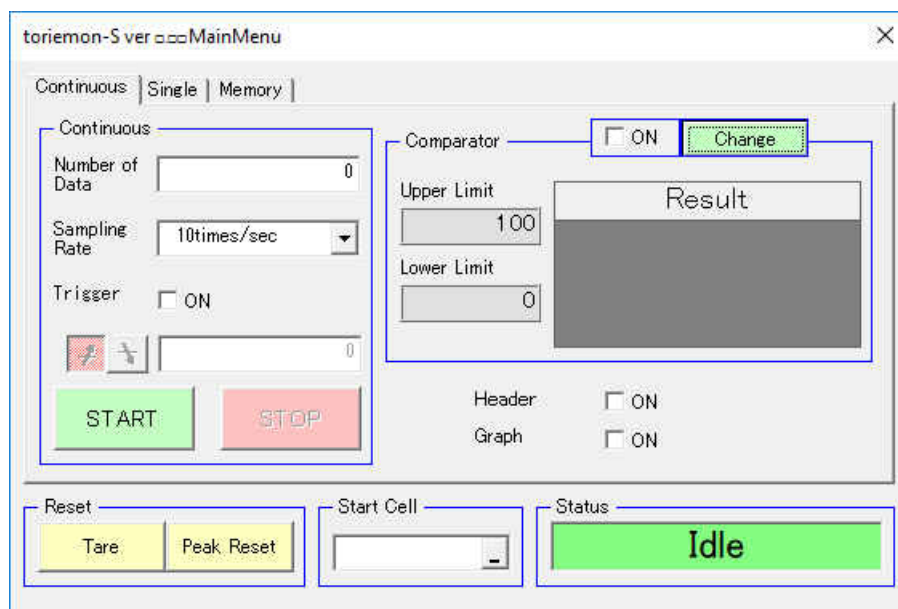 toriemon-S ver □.□□MainMenu
Continuous
Single
Memory
Continuous
Number of
Data
0
Sampling
Rate
10times/sec
Trigger
ON
0
START
STOP
Comparator
ON
Change
Upper Limit
100
Lower Limit
0
Result
Header
ON
Graph
ON
Reset
Tare
Peak Reset
Start Cell
Status
Idle